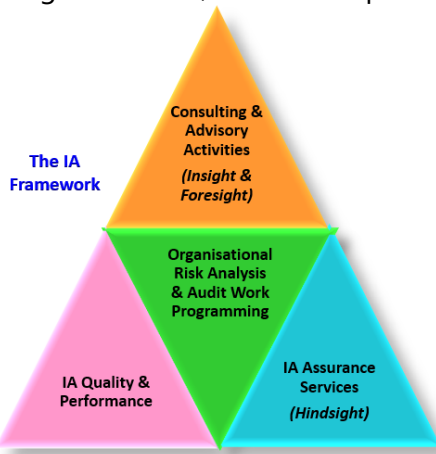 Consulting &
Advisory
Activities
(Insight &
Foresight)
The IA
Framework
Organisational
Risk Analysis
& Audit Work
Programming
IA Quality &
Performance
IA Assurance
Services
(Hindsight)